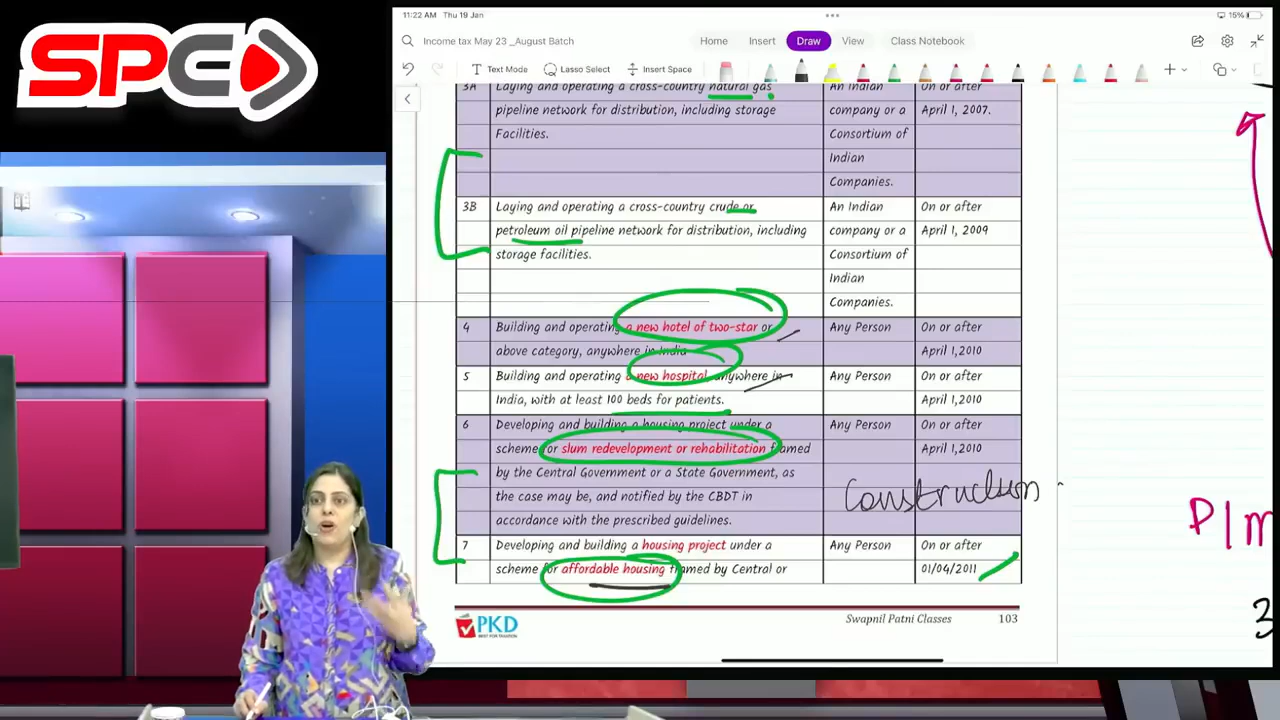 SPE
11:22 AM Thu 19 Jan
15%
Income tax May 23 _August Batch
Home Insert Draw View Class Notebook
Text Mode Lasso Select Insert Space
3A Laying and operating a cross-country natural gas An Indian On or after
pipeline network for distribution, including storage company or a April 1, 2007.
Facilities. Consortium of
Indian
Companies.
3B Laying and operating a cross-country crude or An Indian On or after
petroleum oil pipeline network for distribution, including company or a April 1, 2009
storage facilities. Consortium of
Indian
Companies.
4 Building and operating a new hotel of two-star or Any Person On or after
above category, anywhere in India April 1,2010
5 Building and operating a new hospital, anywhere in Any Person On or after
India, with at least 100 beds for patients. April 1,2010
6 Developing and building a housing project under a Any Person On or after
scheme for slum redevelopment or rehabilitation framed April 1,2010
by the Central Government or a State Government, as
the case may be, and notified by the CBDT in Construction
accordance with the prescribed guidelines.
7 Developing and building a housing project under a Any Person On or after
scheme for affordable housing framed by Central or 01/04/2011
P/m
3
PKD Swapnil Patni Classes 103